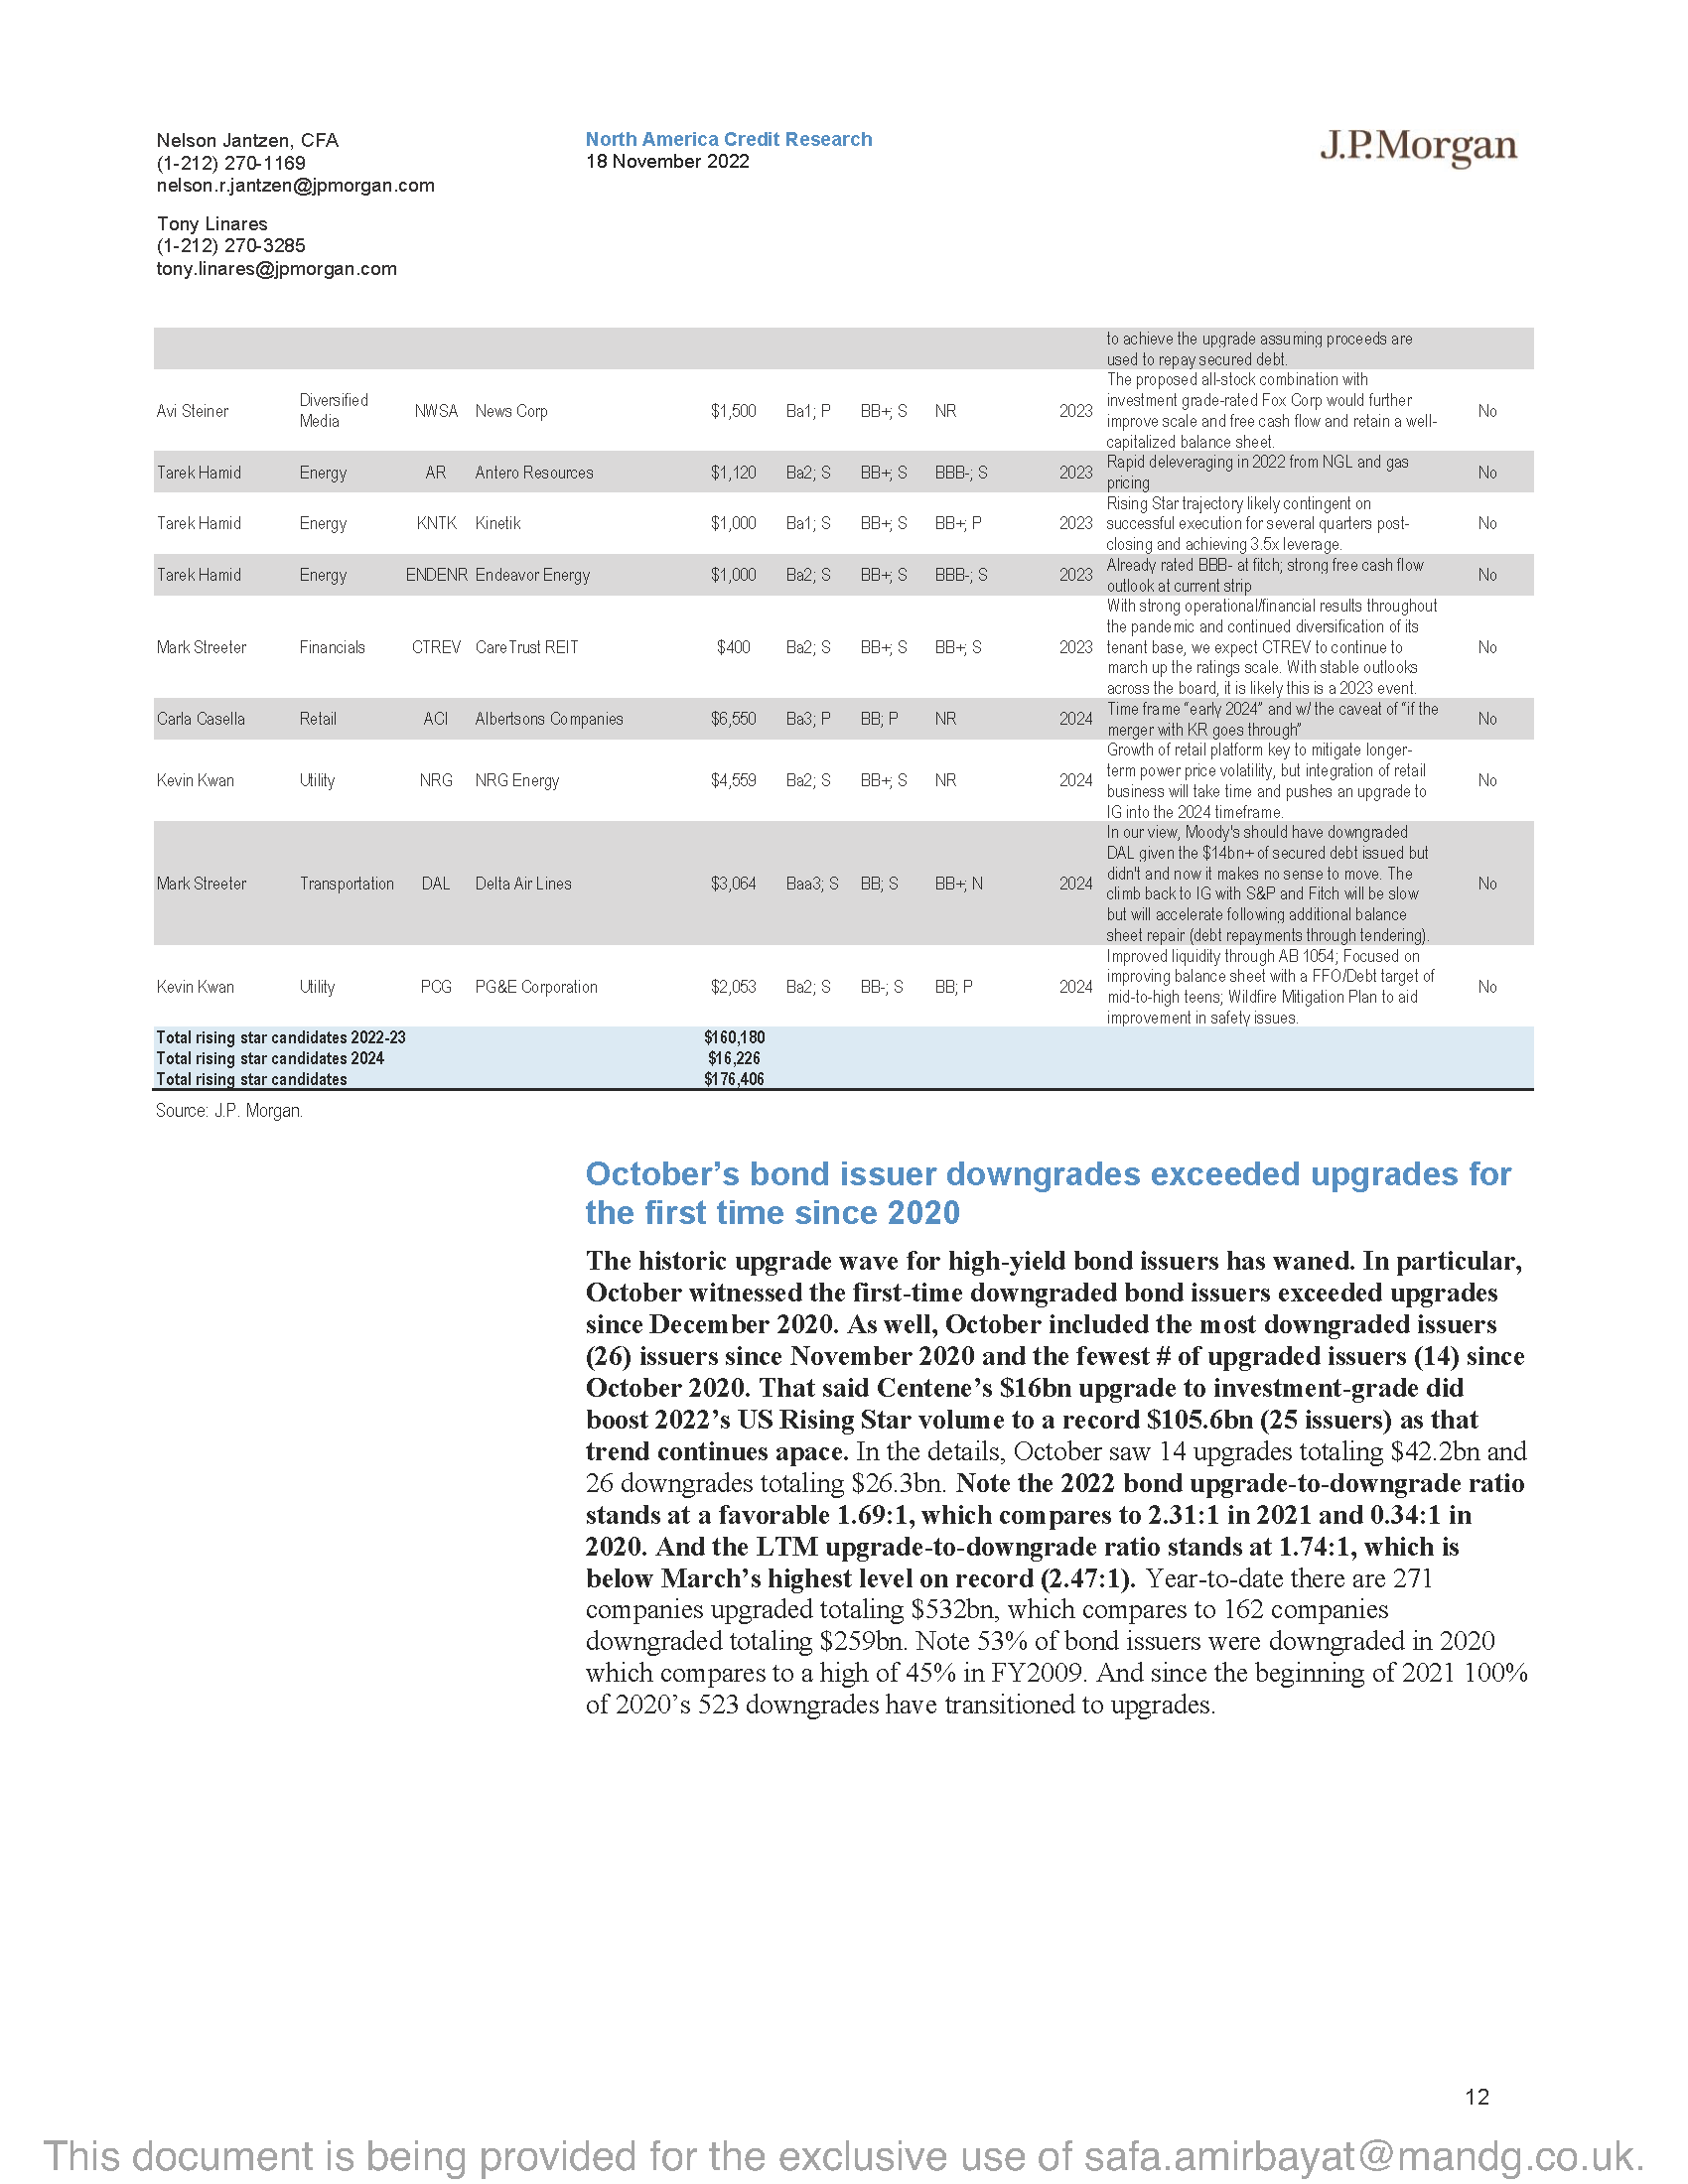 Nelson Jantzen, CFA
(1-212) 270-1169
nelson.r.jantzen@jpmorgan.com
Tony Linares
(1-212) 270-3285
tony.linares@jpmorgan.com
North America Credit Research
18 November 2022
J.P.Morgan
to achieve the upgrade assuming proceeds are
used to repay secured debt.
Avi Steiner Diversified Media NWSA News Corp $1,500 Ba1; P BB+; S NR 2023 The proposed all-stock combination with
investment grade-rated Fox Corp would further
improve scale and free cash flow and retain a well-
capitalized balance sheet. No
Tarek Hamid Energy AR Antero Resources $1,120 Ba2; S BB+; S BBB-; S 2023 Rapid deleveraging in 2022 from NGL and gas
pricing No
Tarek Hamid Energy KNTK Kinetik $1,000 Ba1; S BB+; S BB+; P 2023 Rising Star trajectory likely contingent on
successful execution for several quarters post-
closing and achieving 3.5x leverage. No
Tarek Hamid Energy ENDENR Endeavor Energy $1,000 Ba2; S BB+; S BBB-; S 2023 Already rated BBB- at fitch; strong free cash flow
outlook at current strip No
Mark Streeter Financials CTREV CareTrust REIT $400 Ba2; S BB+; S BB+; S 2023 With strong operational/financial results throughout
the pandemic and continued diversification of its
tenant base, we expect CTREV to continue to
march up the ratings scale. With stable outlooks
across the board, it is likely this is a 2023 event. No
Carla Casella Retail ACI Albertsons Companies $6,550 Ba3; P BB; P NR 2024 Time frame “early 2024” and w/ the caveat of “if the
merger with KR goes through” No
Kevin Kwan Utility NRG NRG Energy $4,559 Ba2; S BB+; S NR 2024 Growth of retail platform key to mitigate longer-
term power price volatility, but integration of retail
business will take time and pushes an upgrade to
IG into the 2024 timeframe. No
Mark Streeter Transportation DAL Delta Air Lines $3,064 Baa3; S BB; S BB+; N 2024 In our view, Moody's should have downgraded
DAL given the $14bn+ of secured debt issued but
didn't and now it makes no sense to move. The
climb back to IG with S&P and Fitch will be slow
but will accelerate following additional balance
sheet repair (debt repayments through tendering). No
Kevin Kwan Utility PCG PG&E Corporation $2,053 Ba2; S BB-; S BB; P 2024 Improved liquidity through AB 1054; Focused on
improving balance sheet with a FFO/Debt target of
mid-to-high teens; Wildfire Mitigation Plan to aid
improvement in safety issues. No
Total rising star candidates 2022-23 $160,180
Total rising star candidates 2024 $16,226
Total rising star candidates $176,406
Source: J.P. Morgan.
October’s bond issuer downgrades exceeded upgrades for
the first time since 2020
The historic upgrade wave for high-yield bond issuers has waned. In particular,
October witnessed the first-time downgraded bond issuers exceeded upgrades
since December 2020. As well, October included the most downgraded issuers
(26) issuers since November 2020 and the fewest # of upgraded issuers (14) since
October 2020. That said Centene’s $16bn upgrade to investment-grade did
boost 2022’s US Rising Star volume to a record $105.6bn (25 issuers) as that
trend continues apace. In the details, October saw 14 upgrades totaling $42.2bn and
26 downgrades totaling $26.3bn. Note the 2022 bond upgrade-to-downgrade ratio
stands at a favorable 1.69:1, which compares to 2.31:1 in 2021 and 0.34:1 in
2020. And the LTM upgrade-to-downgrade ratio stands at 1.74:1, which is
below March’s highest level on record (2.47:1). Year-to-date there are 271
companies upgraded totaling $532bn, which compares to 162 companies
downgraded totaling $259bn. Note 53% of bond issuers were downgraded in 2020
which compares to a high of 45% in FY2009. And since the beginning of 2021 100%
of 2020’s 523 downgrades have transitioned to upgrades.
12
This document is being provided for the exclusive use of safa.amirbayat@mandg.co.uk.